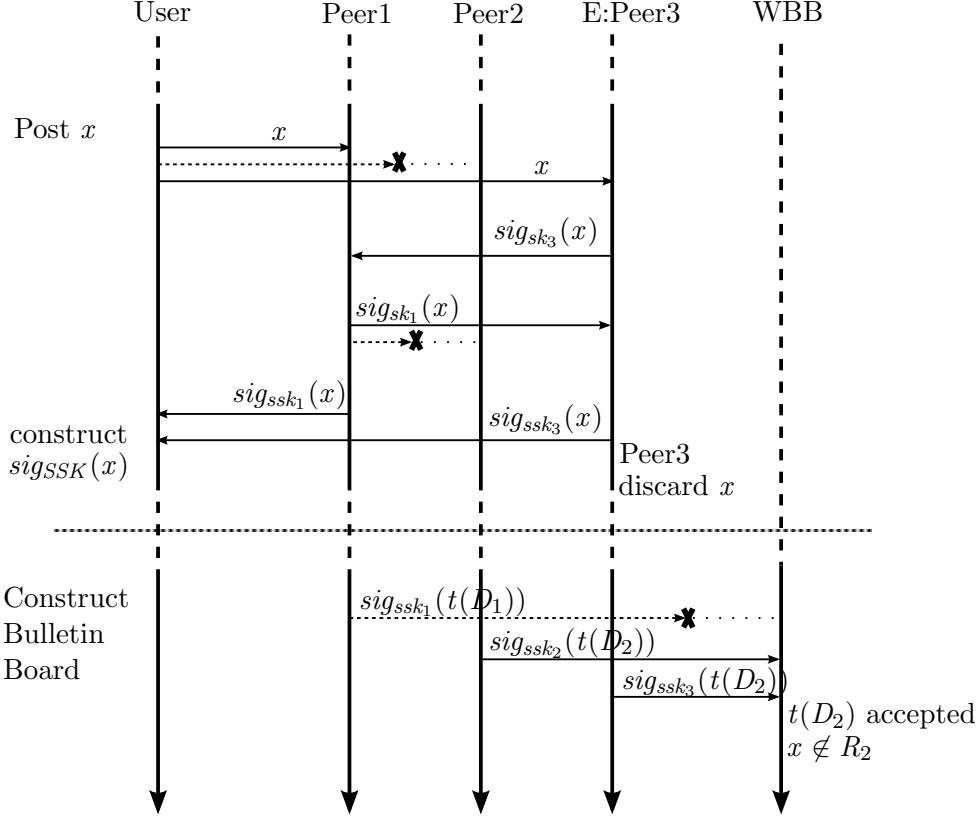 User Peer1 Peer2 E:Peer3 WBB
Post x
x
x
sig_{sk_3}(x)
sig_{sk_1}(x)
sig_{ssk_1}(x)
sig_{ssk_3}(x)
construct
sig_{SSK}(x)
Peer3
discard x
Construct
Bulletin
Board
sig_{ssk_1}(t(D_1))
sig_{ssk_2}(t(D_2))
sig_{ssk_3}(t(D_2))
t(D_2) accepted
x ∉ R_2